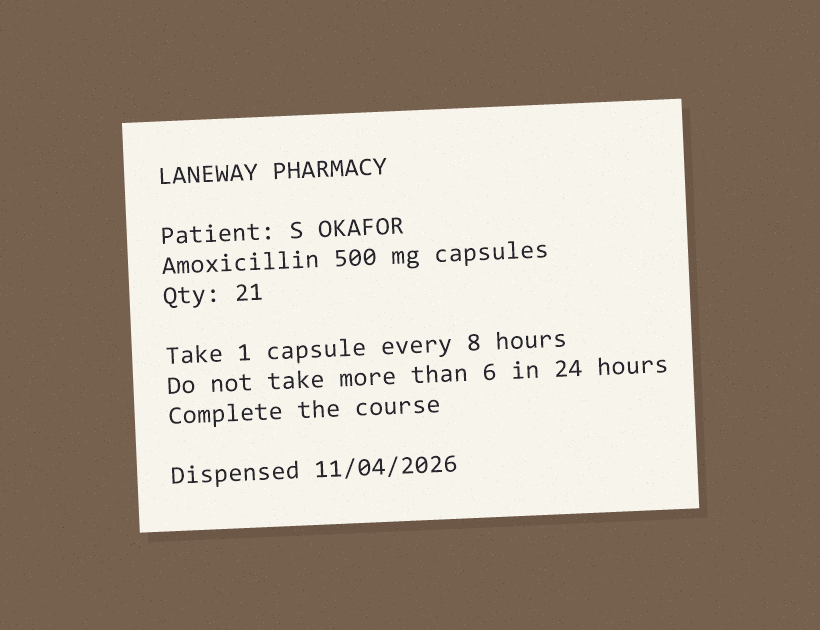 LANEWAY PHARMACY
Patient: S OKAFOR
Amoxicillin 500 mg capsules
Qty: 21
Take 1 capsule every 8 hours
Do not take more than 6 in 24 hours
Complete the course
Dispensed 11/04/2026